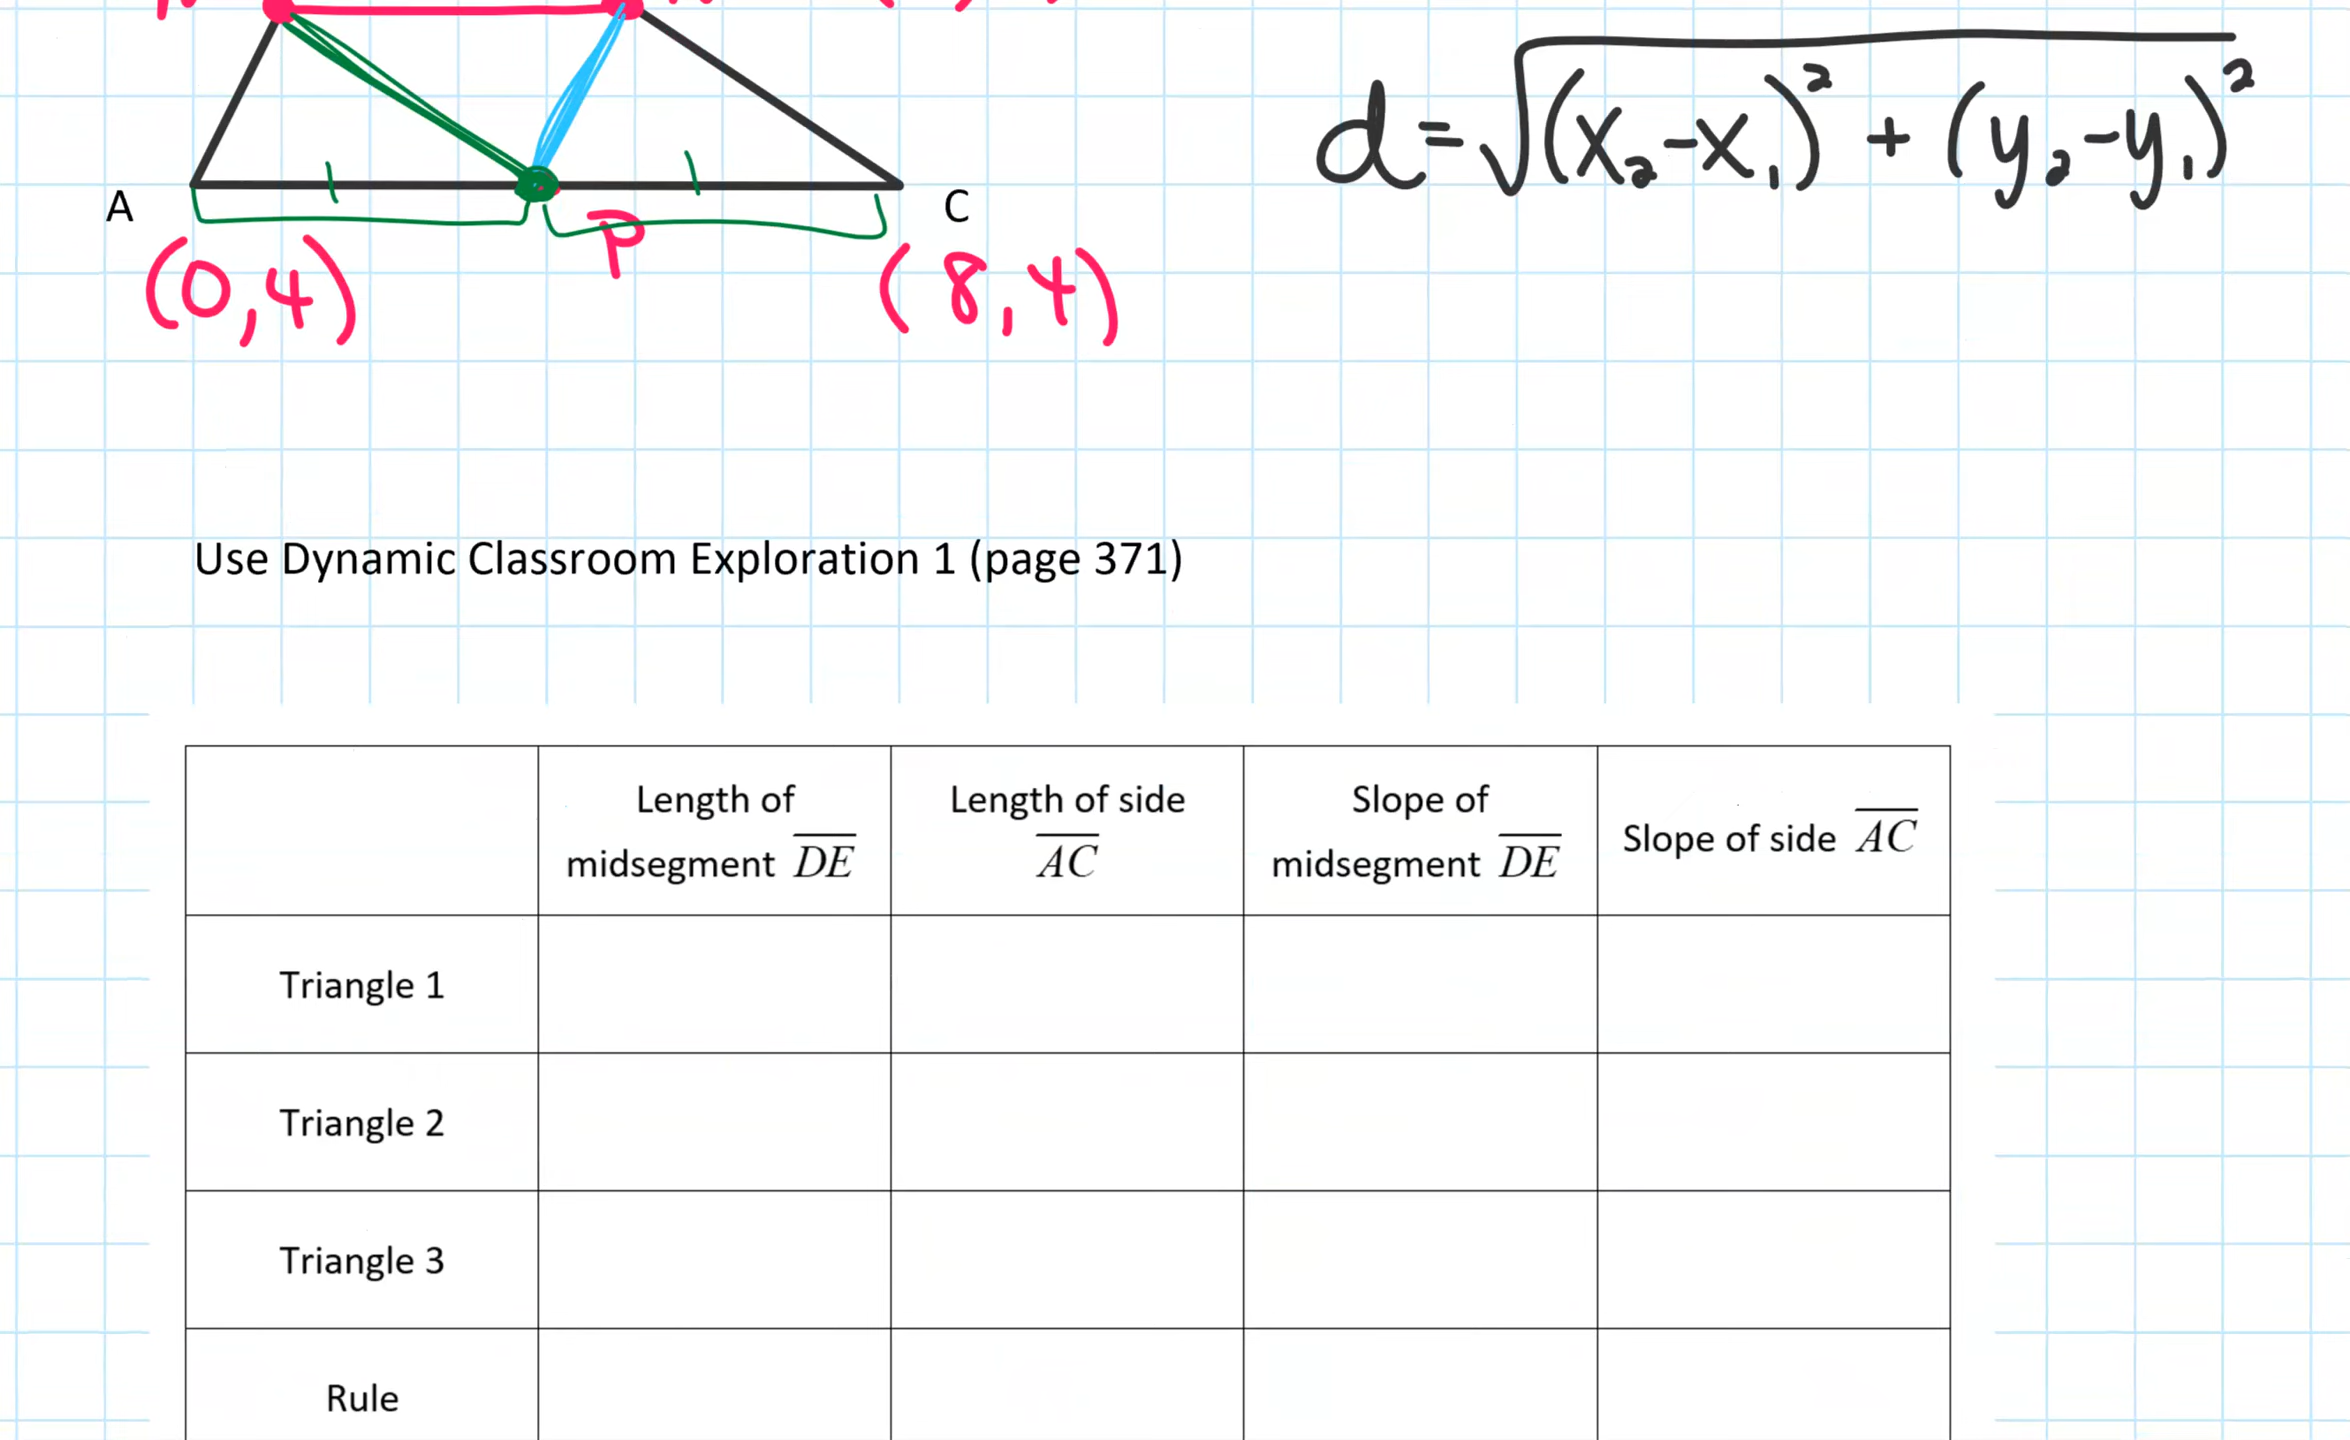 d = √(x₂-x₁)² + (y₂-y₁)²
A P C
(0,4) (8,4)
Use Dynamic Classroom Exploration 1 (page 371)
Length of midsegment DE
Length of side AC
Slope of midsegment DE
Slope of side AC
Triangle 1
Triangle 2
Triangle 3
Rule